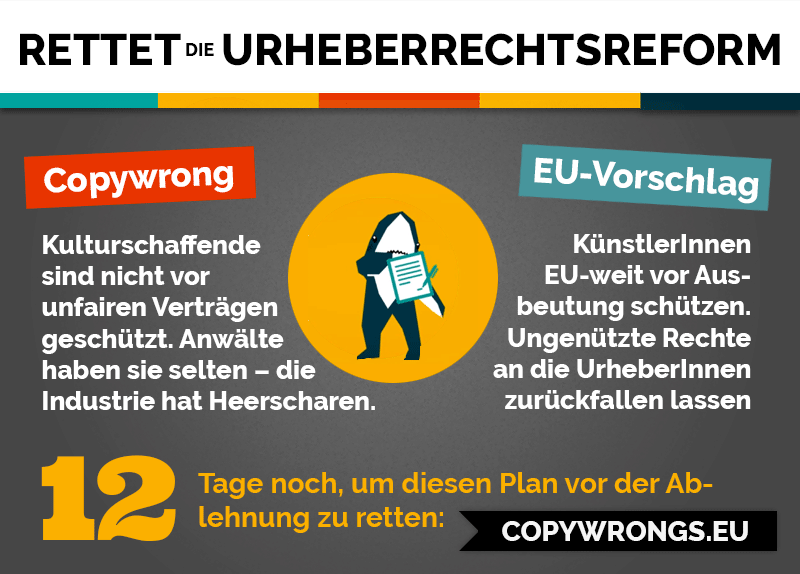 RETTET DIE URHEBERRECHTSREFORM
Copywrong
Kulturschaffende
sind nicht vor
unfairen Verträgen
geschützt. Anwälte
haben sie selten – die
Industrie hat Heerscharen.
EU-Vorschlag
KünstlerInnen
EU-weit vor Aus-
beutung schützen.
Ungenützte Rechte
an die UrheberInnen
zurückfallen lassen
12
Tage noch, um diesen Plan vor der Ab-
lehnung zu retten:
COPYWRONGS.EU